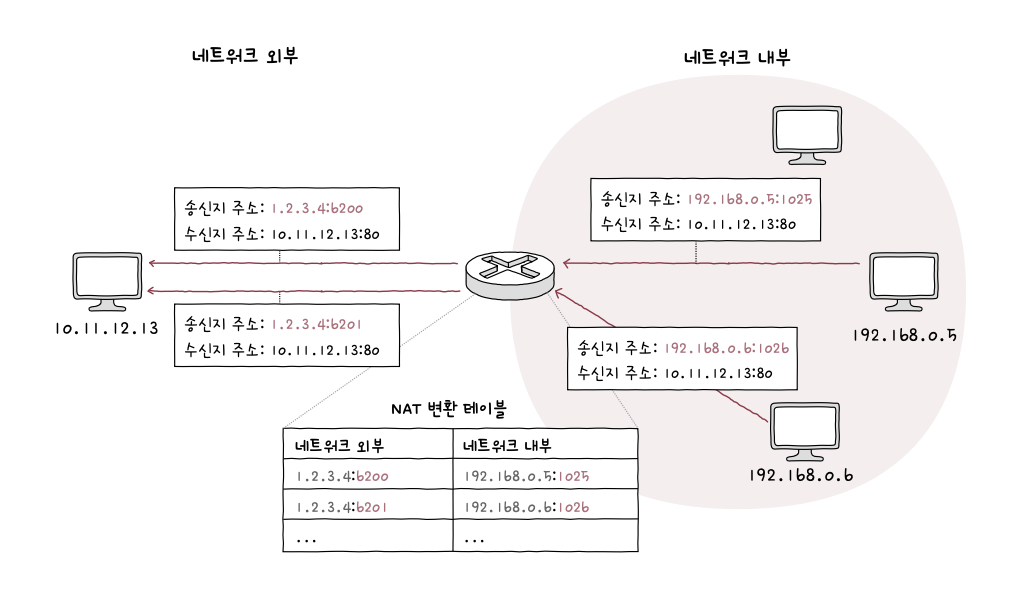 네트워크 외부
네트워크 내부
송신지 주소: 1.2.3.4:6200
수신지 주소: 10.11.12.13:80
송신지 주소: 192.168.0.5:1025
수신지 주소: 10.11.12.13:80
10.11.12.13
192.168.0.5
송신지 주소: 1.2.3.4:6201
수신지 주소: 10.11.12.13:80
송신지 주소: 192.168.0.6:1026
수신지 주소: 10.11.12.13:80
192.168.0.6
NAT 변환 테이블
네트워크 외부 네트워크 내부
1.2.3.4:6200 192.168.0.5:1025
1.2.3.4:6201 192.168.0.6:1026
... ...